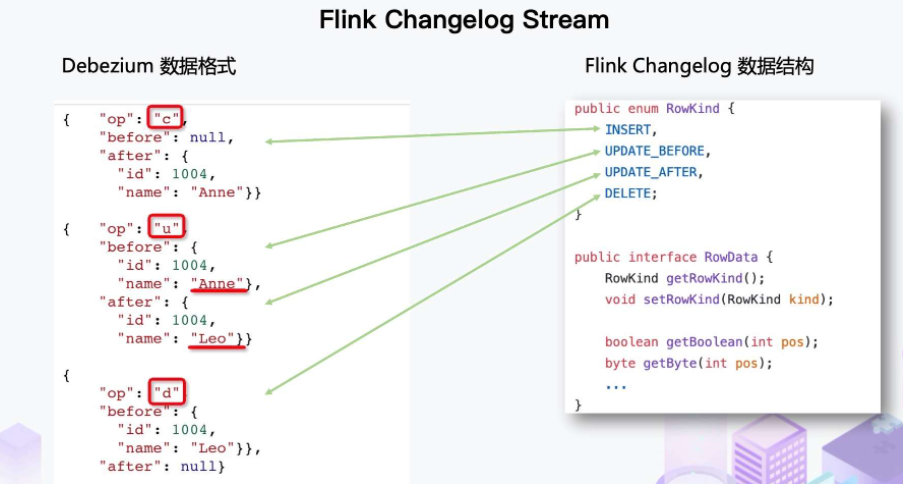 Flink Changelog Stream
Debezium 数据格式
{ "op": "c",
"before": null,
"after": {
"id": 1004,
"name": "Anne"}}
{ "op": "u",
"before": {
"id": 1004,
"name": "Anne"},
"after": {
"id": 1004,
"name": "Leo"}}
{
"op": "d"
"before": {
"id": 1004,
"name": "Leo"}},
"after": null}
Flink Changelog 数据结构
public enum RowKind {
INSERT,
UPDATE_BEFORE,
UPDATE_AFTER,
DELETE;
}
public interface RowData {
RowKind getRowKind();
void setRowKind(RowKind kind);
boolean getBoolean(int pos);
byte getByte(int pos);
...
}